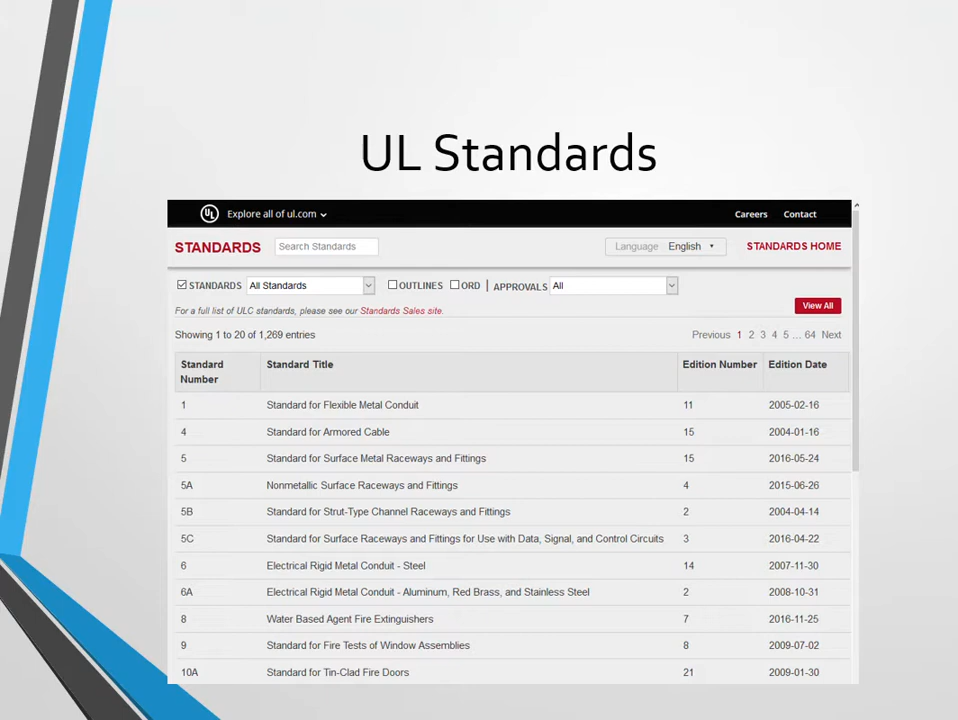 UL Standards
UL Explore all of ul.com Careers Contact
STANDARDS Search Standards Language English STANDARDS HOME
STANDARDS All Standards OUTLINES ORD | APPROVALS All
View All
For a full list of ULC standards, please see our Standards Sales site.
Showing 1 to 20 of 1,269 entries Previous 1 2 3 4 5 ... 64 Next
Standard Number Standard Title Edition Number Edition Date
1 Standard for Flexible Metal Conduit 11 2005-02-16
4 Standard for Armored Cable 15 2004-01-16
5 Standard for Surface Metal Raceways and Fittings 15 2016-05-24
5A Nonmetallic Surface Raceways and Fittings 4 2015-06-26
5B Standard for Strut-Type Channel Raceways and Fittings 2 2004-04-14
5C Standard for Surface Raceways and Fittings for Use with Data, Signal, and Control Circuits 3 2016-04-22
6 Electrical Rigid Metal Conduit - Steel 14 2007-11-30
6A Electrical Rigid Metal Conduit - Aluminum, Red Brass, and Stainless Steel 2 2008-10-31
8 Water Based Agent Fire Extinguishers 7 2016-11-25
9 Standard for Fire Tests of Window Assemblies 8 2009-07-02
10A Standard for Tin-Clad Fire Doors 21 2009-01-30